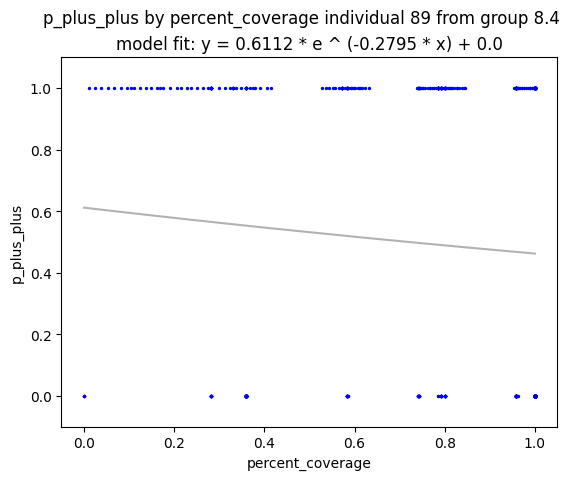 p_plus_plus by percent_coverage individual 89 from group 8.4
model fit: y = 0.6112 * e ^ (-0.2795 * x) + 0.0
1.0
0.8
0.6
0.4
0.2
0.0
p_plus_plus
0.0 0.2 0.4 0.6 0.8 1.0
percent_coverage